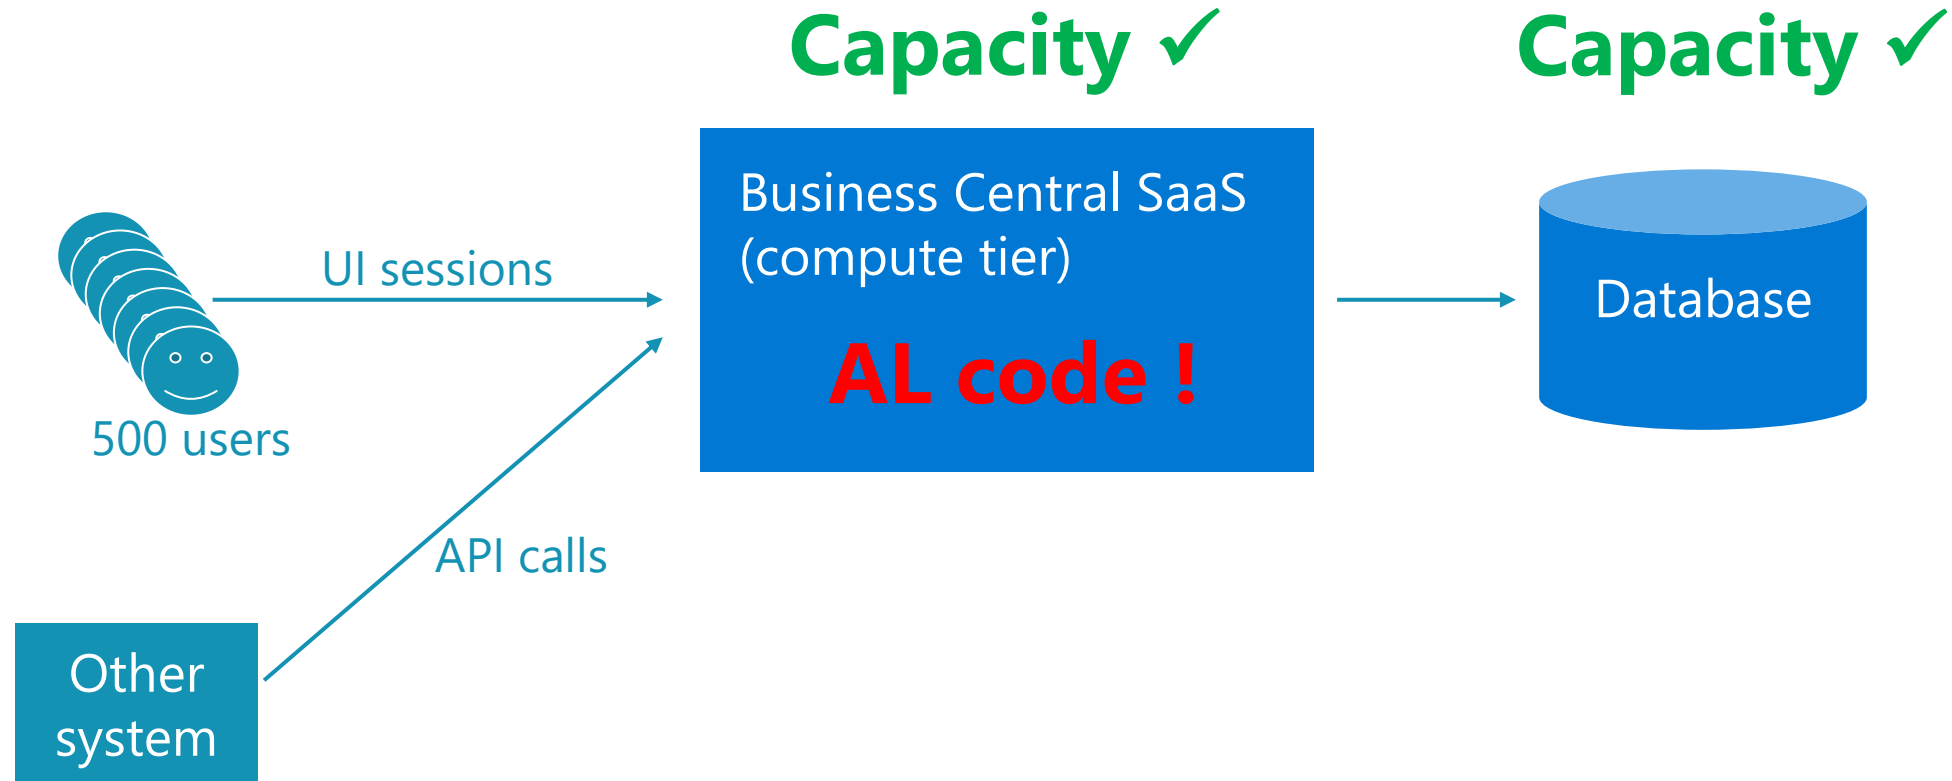 Capacity ✓
Capacity ✓
Business Central SaaS
(compute tier)
AL code !
UI sessions
Database
500 users
API calls
Other
system